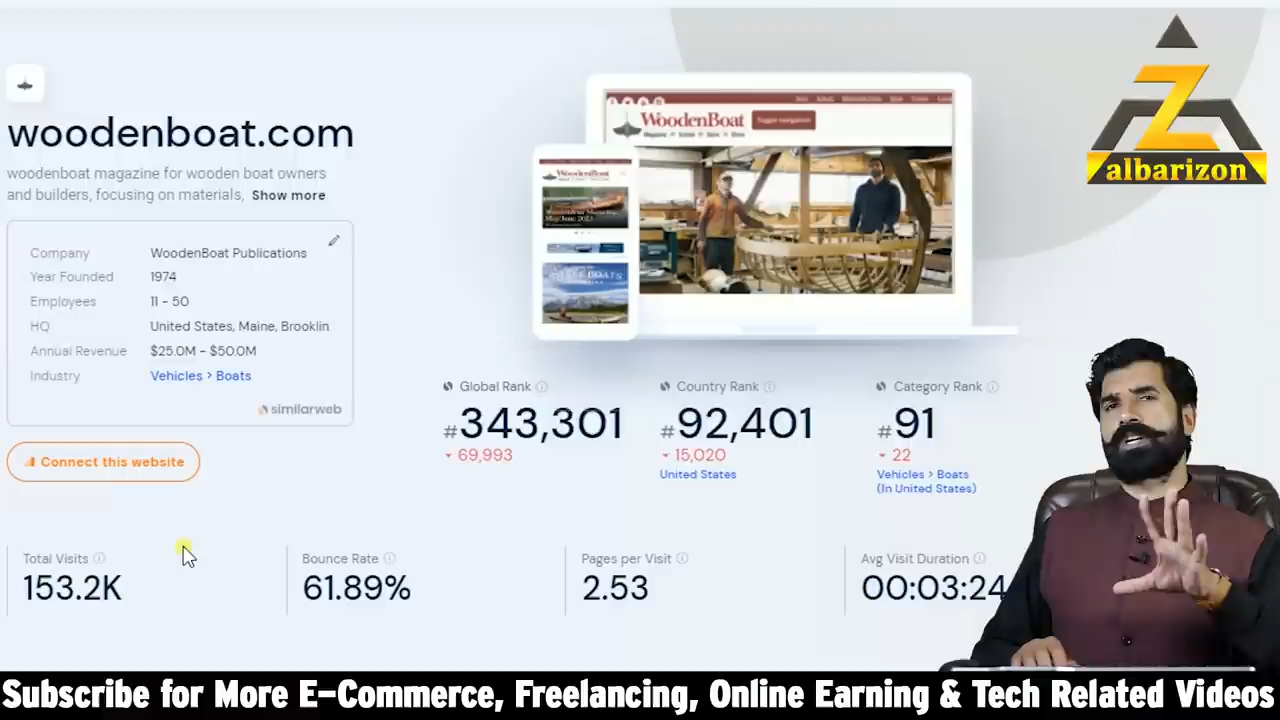 woodenboat.com
woodenboat magazine for wooden boat owners
and builders, focusing on materials, Show more
Company WoodenBoat Publications
Year Founded 1974
Employees 11 - 50
HQ United States, Maine, Brooklin
Annual Revenue $25.0M - $50.0M
Industry Vehicles > Boats
similarweb
Connect this website
WoodenBoat
Toggle navigation
WoodenBoat
Z
albarizon
Global Rank
#343,301
69,993
Country Rank
#92,401
15,020
United States
Category Rank
#91
22
Vehicles > Boats
(In United States)
Total Visits
153.2K
Bounce Rate
61.89%
Pages per Visit
2.53
Avg Visit Duration
00:03:24
Subscribe for More E-Commerce, Freelancing, Online Earning & Tech Related Videos